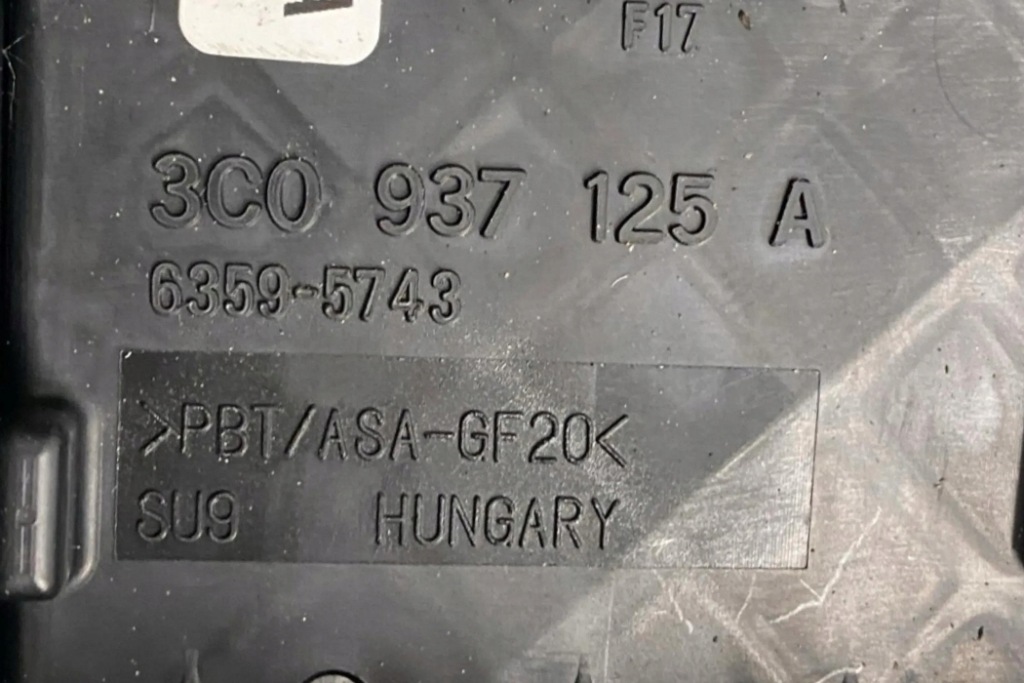 F17
3C0 937 125 A
6359-5743
>PBT/ASA-GF20<
SU9 HUNGARY